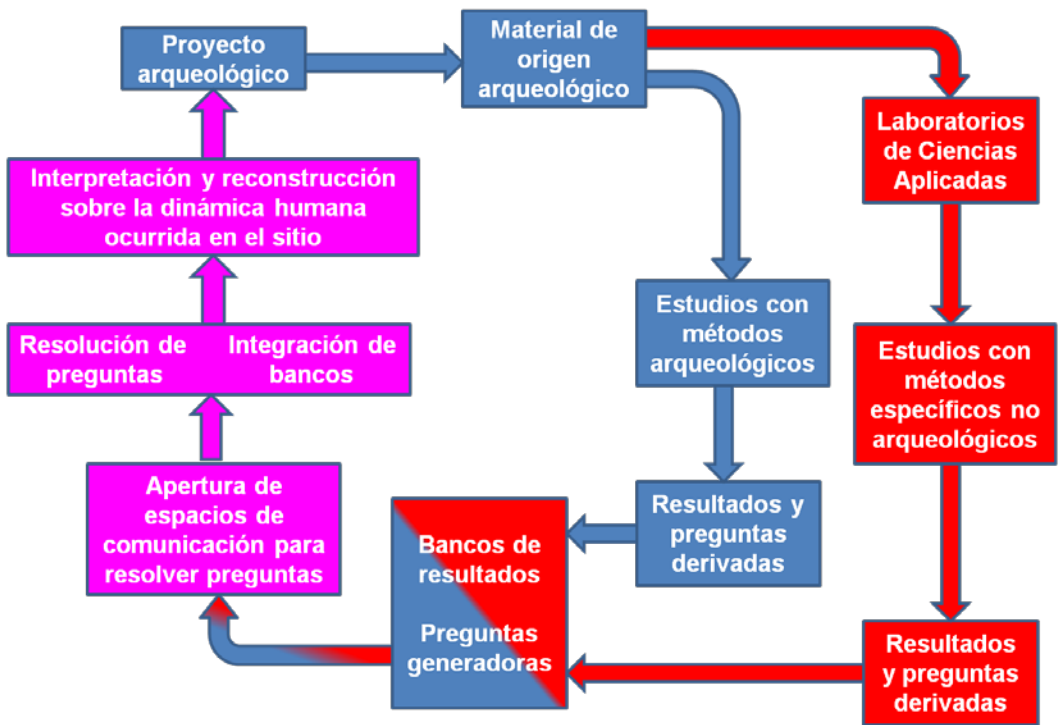 Proyecto
arqueológico
Material de
origen
arqueológico
Laboratorios
de Ciencias
Aplicadas
Interpretación y reconstrucción
sobre la dinámica humana
ocurrida en el sitio
Estudios con
métodos
arqueológicos
Estudios con
métodos
específicos no
arqueológicos
Resolución de
preguntas
Integración de
bancos
Apertura de
espacios de
comunicación para
resolver preguntas
Bancos de
resultados
Preguntas
generadoras
Resultados y
preguntas
derivadas
Resultados
y preguntas
derivadas